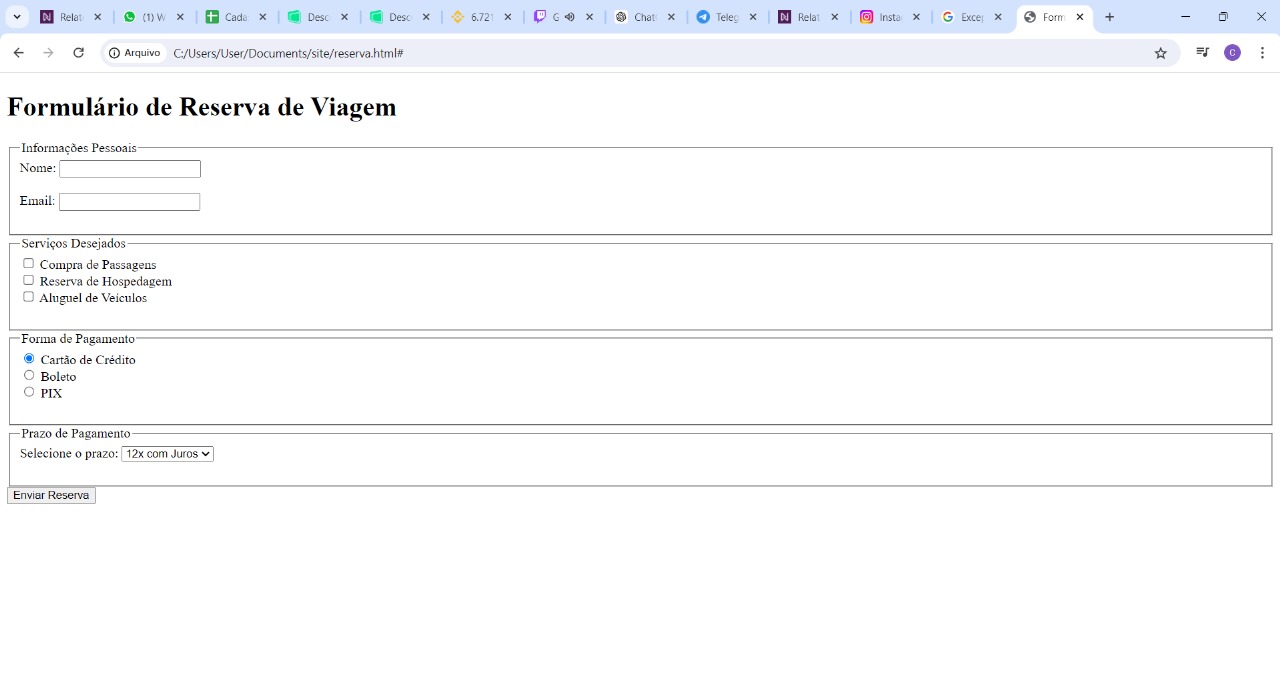 Relat
(1) W
Cada
Desc
Desc
6.721
G
Chat
Teleg
Relat
Insta
Excep
Form
Arquivo
C:/Users/User/Documents/site/reserva.html#
C
Formulário de Reserva de Viagem
Informações Pessoais
Nome:
Email:
Serviços Desejados
Compra de Passagens
Reserva de Hospedagem
Aluguel de Veículos
Forma de Pagamento
Cartão de Crédito
Boleto
PIX
Prazo de Pagamento
Selecione o prazo: 12x com Juros
Enviar Reserva